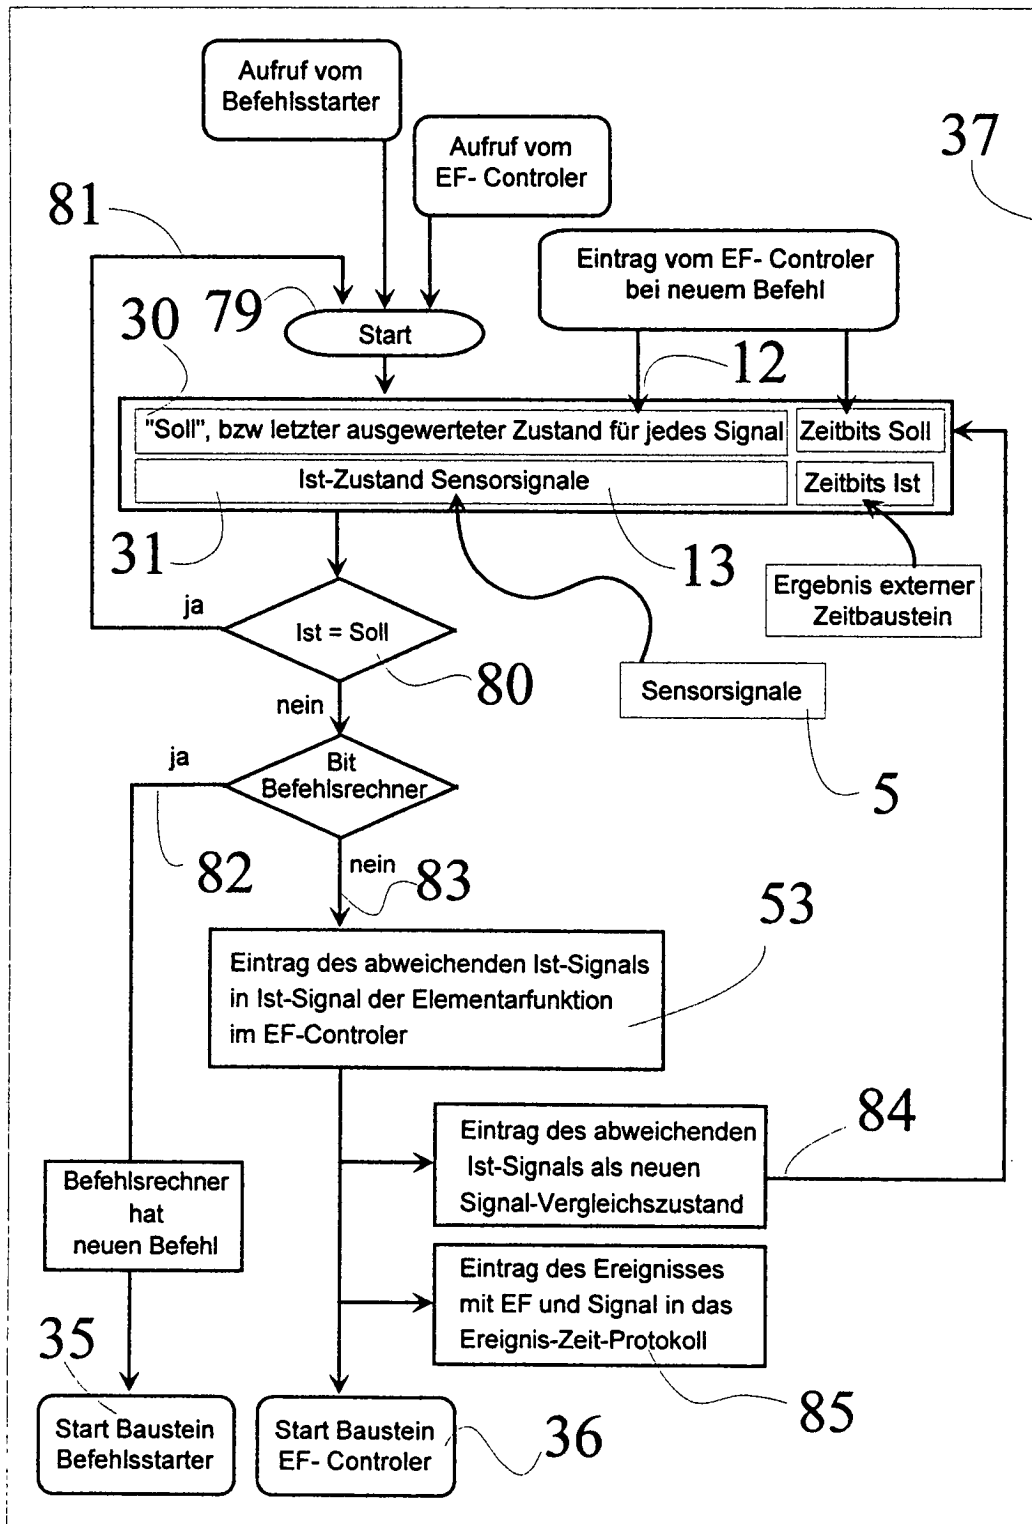 Aufruf vom
Befehlsstarter
Aufruf vom
EF- Controler
37
81
Eintrag vom EF- Controler
bei neuem Befehl
79
30
Start
12
"Soll", bzw letzter ausgewerteter Zustand für jedes Signal
Zeitbits Soll
Ist-Zustand Sensorsignale
Zeitbits Ist
31
13
Ergebnis externer
Zeitbaustein
ja
Ist = Soll
80
Sensorsignale
nein
5
ja
Bit
Befehlsrechner
82
nein
83
53
Eintrag des abweichenden Ist-Signals
in Ist-Signal der Elementarfunktion
im EF-Controler
84
Eintrag des abweichenden
Ist-Signals als neuen
Signal-Vergleichszustand
Befehlsrechner
hat
neuen Befehl
Eintrag des Ereignisses
mit EF und Signal in das
Ereignis-Zeit-Protokoll
35
85
Start Baustein
Befehlsstarter
Start Baustein
EF- Controler
36